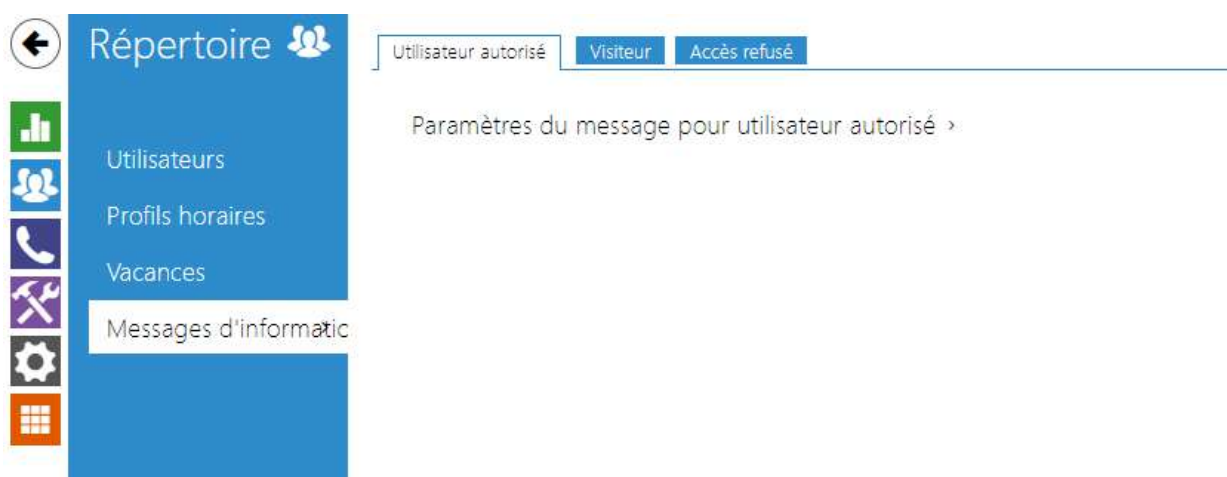 Répertoire
Utilisateurs
Profils horaires
Vacances
Messages d'informatic
Utilisateur autorisé Visiteur Accès refusé
Paramètres du message pour utilisateur autorisé ›